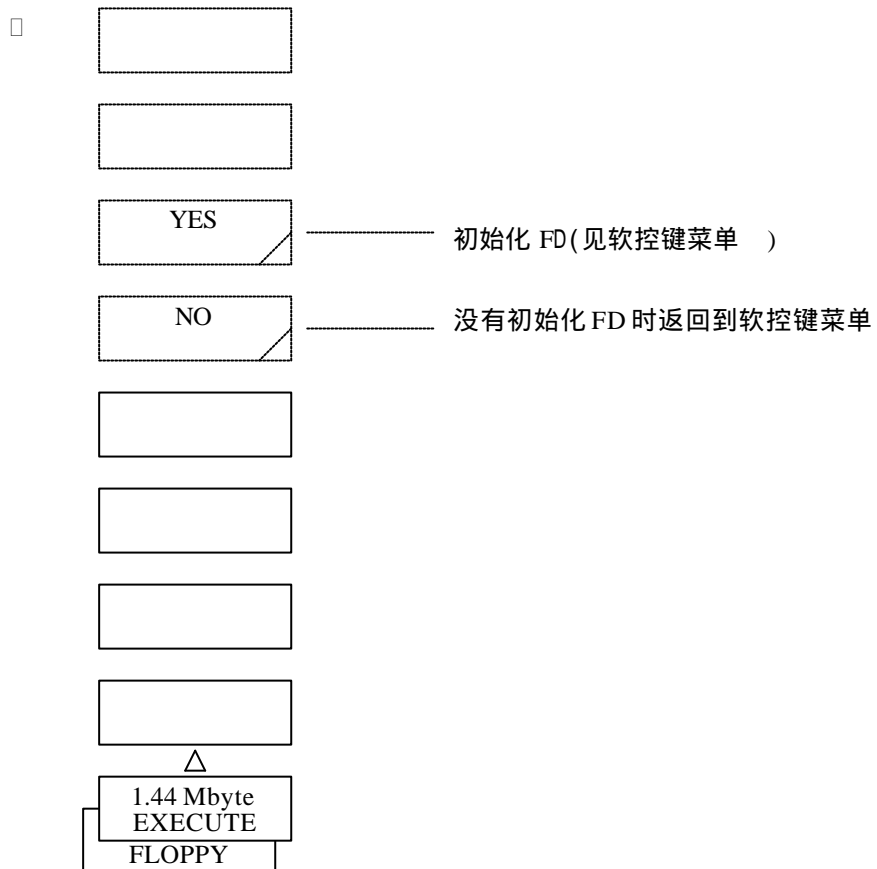 YES
初始化 FD(见软控键菜单 )
NO
没有初始化 FD 时返回到软控键菜单
1.44 Mbyte
EXECUTE
FLOPPY